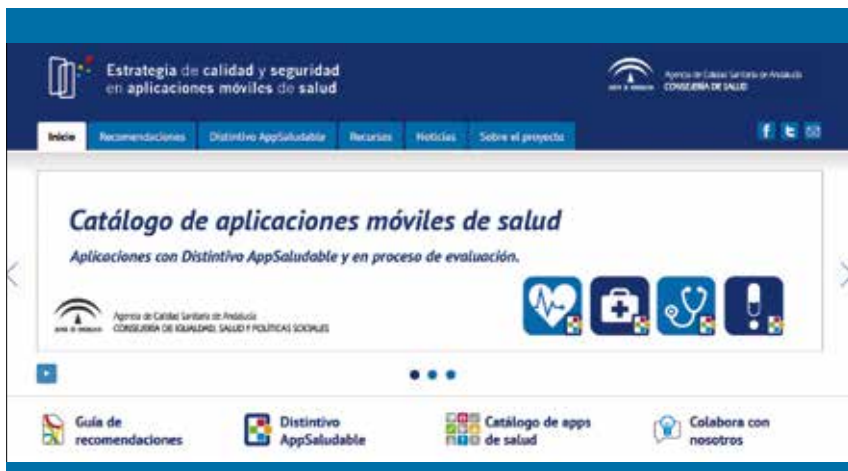 Estrategia de calidad y seguridad
en aplicaciones móviles de salud
Agencia de Calidad Sanitaria de Andalucía
CONSEJERÍA DE SALUD
Inicio Recomendaciones Distintivo AppSaludable Recursos Noticias Sobre el proyecto
Catálogo de aplicaciones móviles de salud
Aplicaciones con Distintivo AppSaludable y en proceso de evaluación.
Agencia de Calidad Sanitaria de Andalucía
CONSEJERÍA DE IGUALDAD, SALUD Y POLÍTICAS SOCIALES
Guía de
recomendaciones
Distintivo
AppSaludable
Catálogo de apps
de salud
Colabora con
nosotros